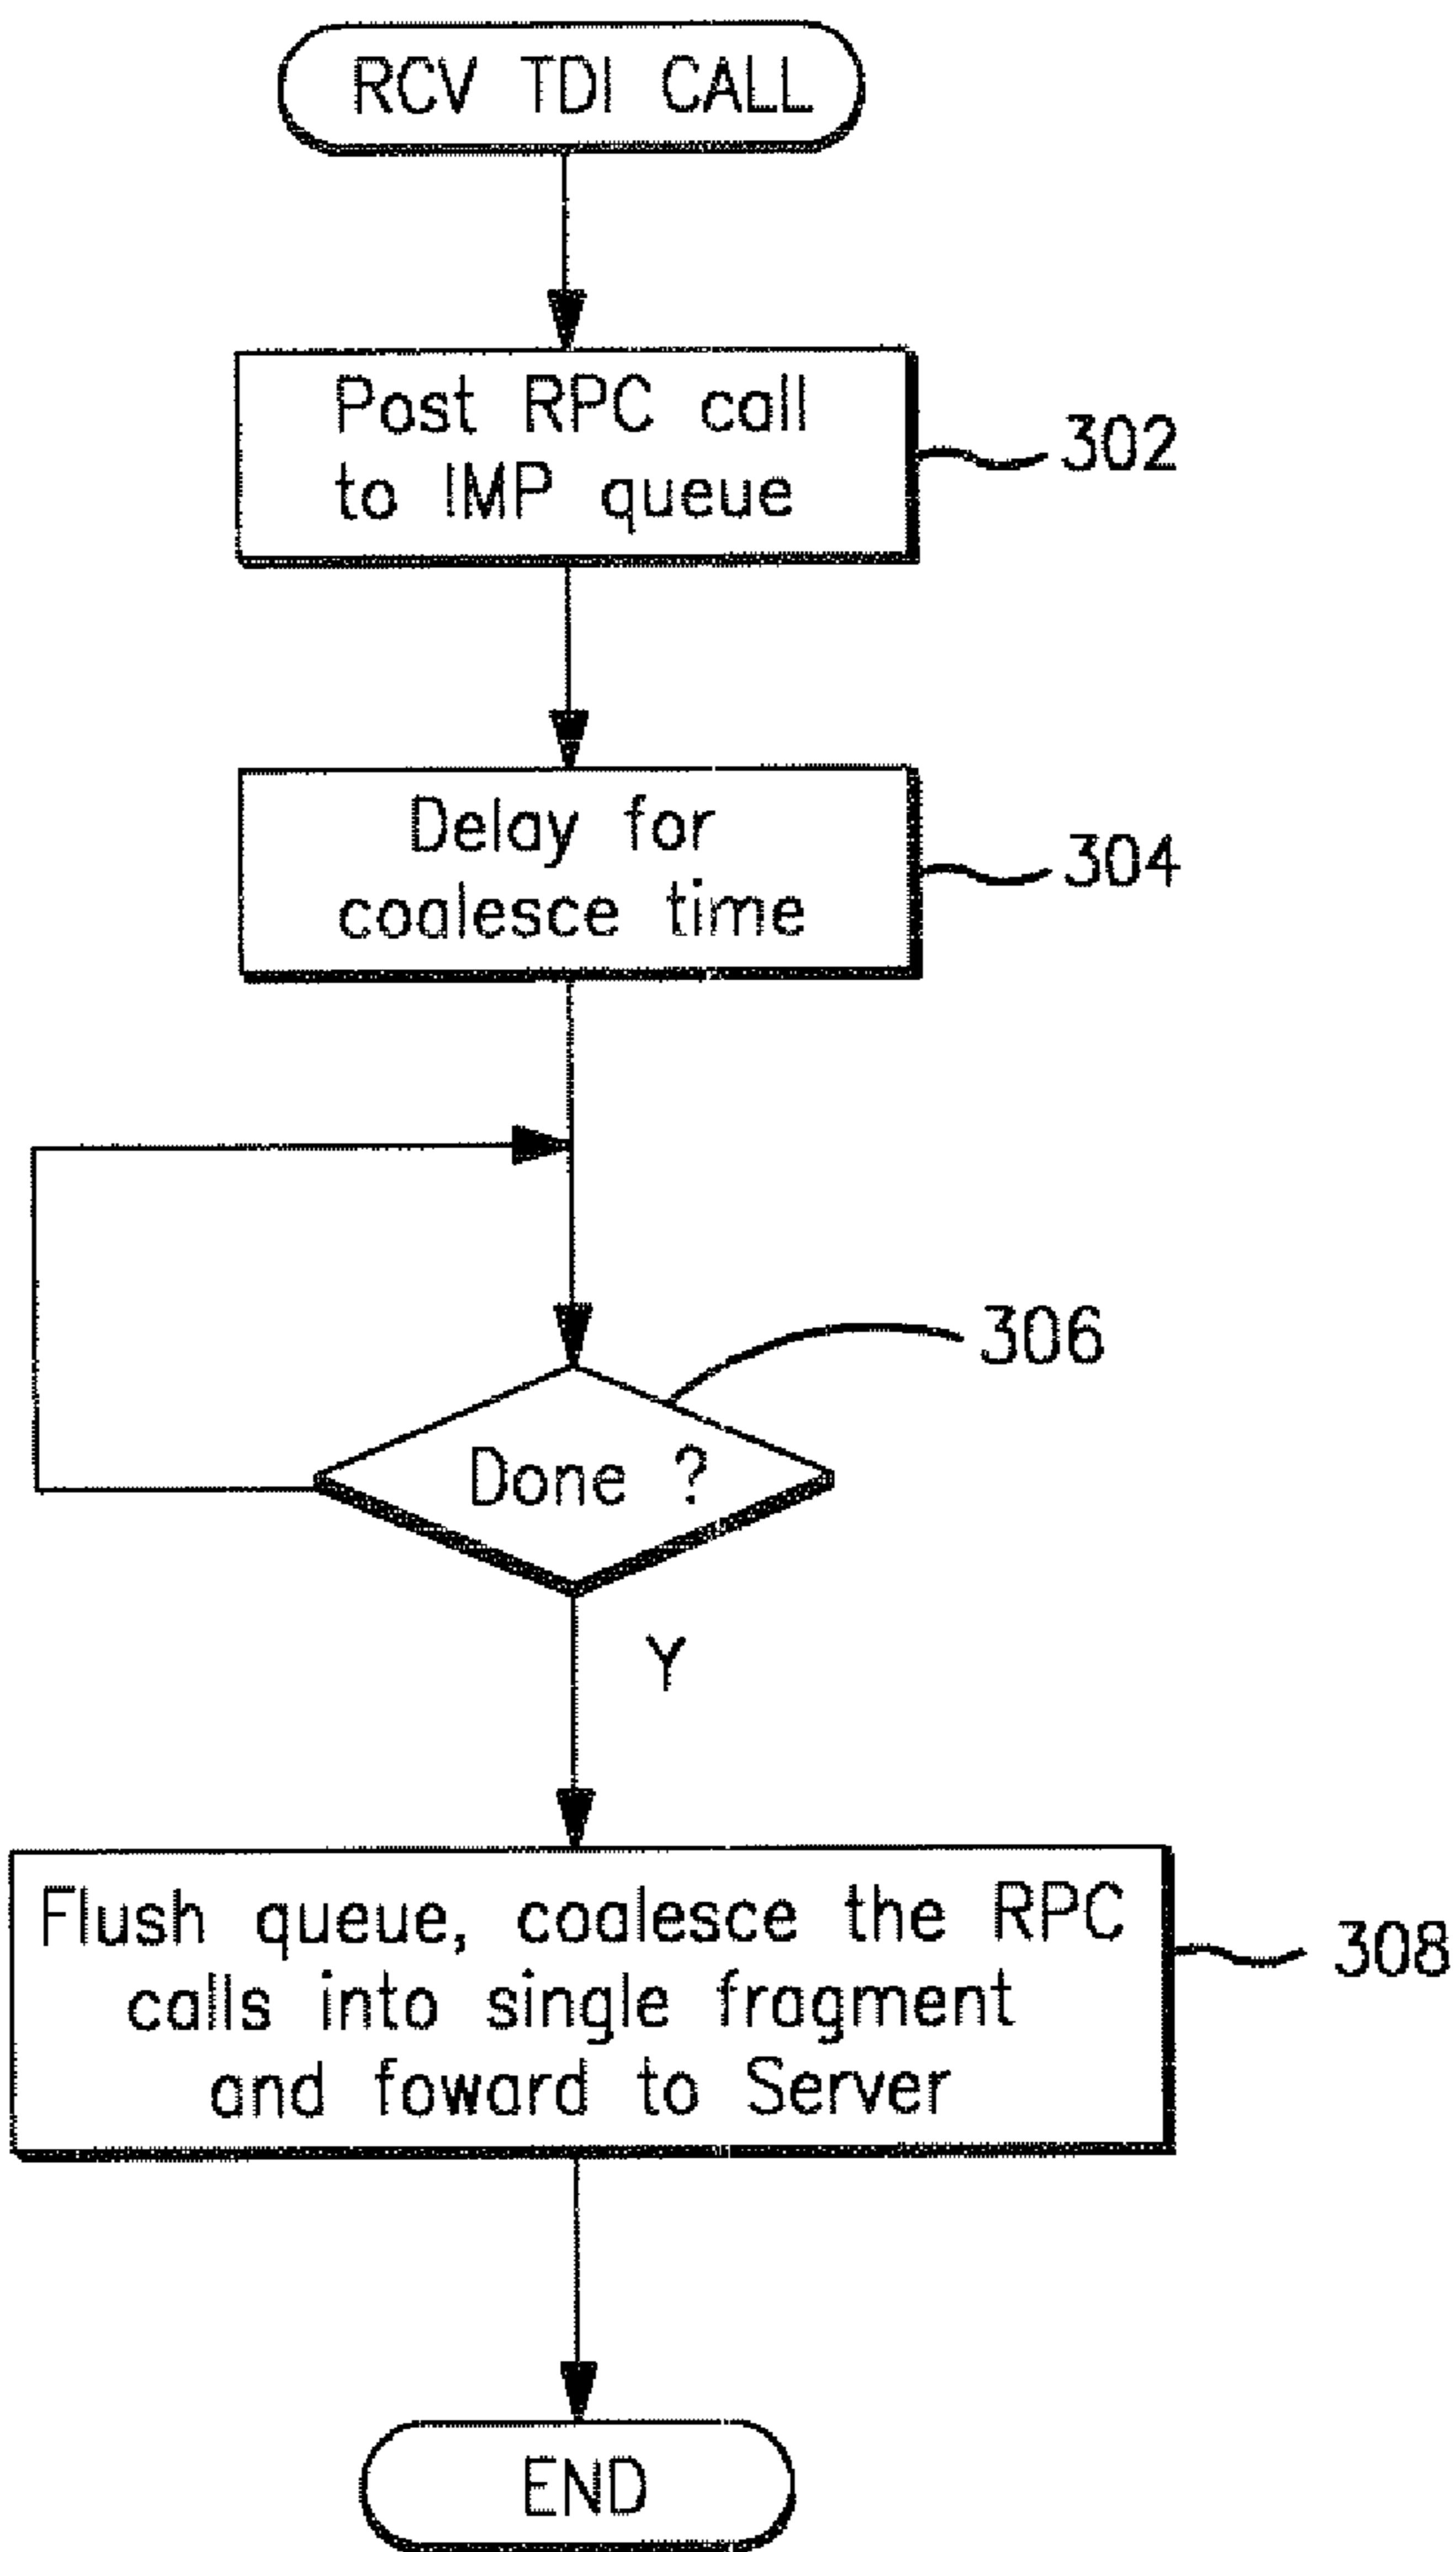 RCV TDI CALL
Post RPC call
to IMP queue
302
Delay for
coalesce time
304
306
Done ?
Y
Flush queue, coalesce the RPC
calls into single fragment
and foward to Server
308
END